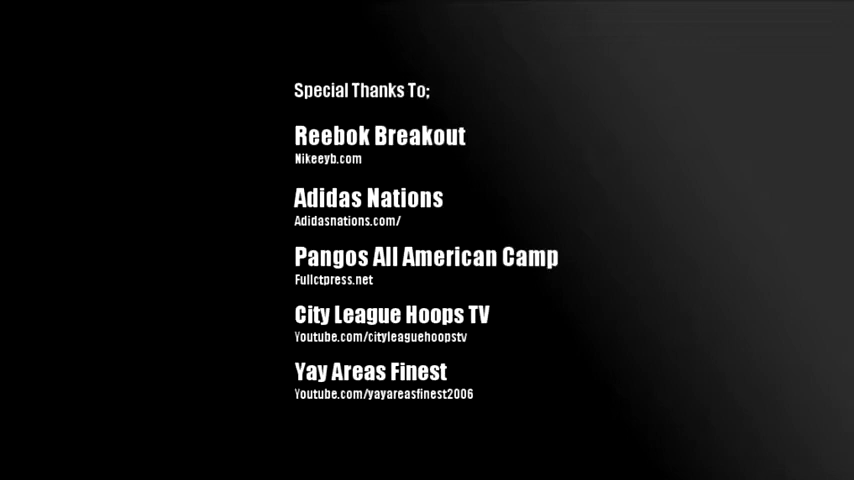 Special Thanks To;
Reebok Breakout
Nikeeyb.com
Adidas Nations
Adidasnations.com/
Pangos All American Camp
Fullctpress.net
City League Hoops TV
Youtube.com/cityleaguehoopstv
Yay Areas Finest
Youtube.com/yayareasfinest2006